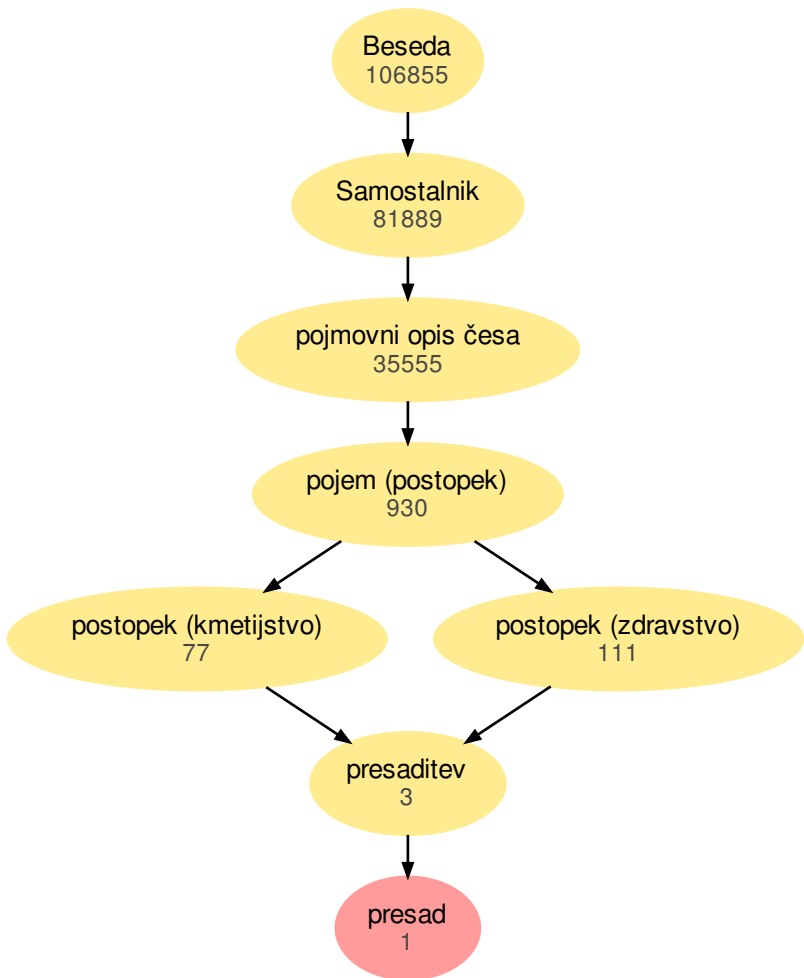 Beseda
106855
Samostalnik
81889
pojmovni opis česa
35555
pojem (postopek)
930
postopek (kmetijstvo)
77
postopek (zdravstvo)
111
presaditev
3
presad
1